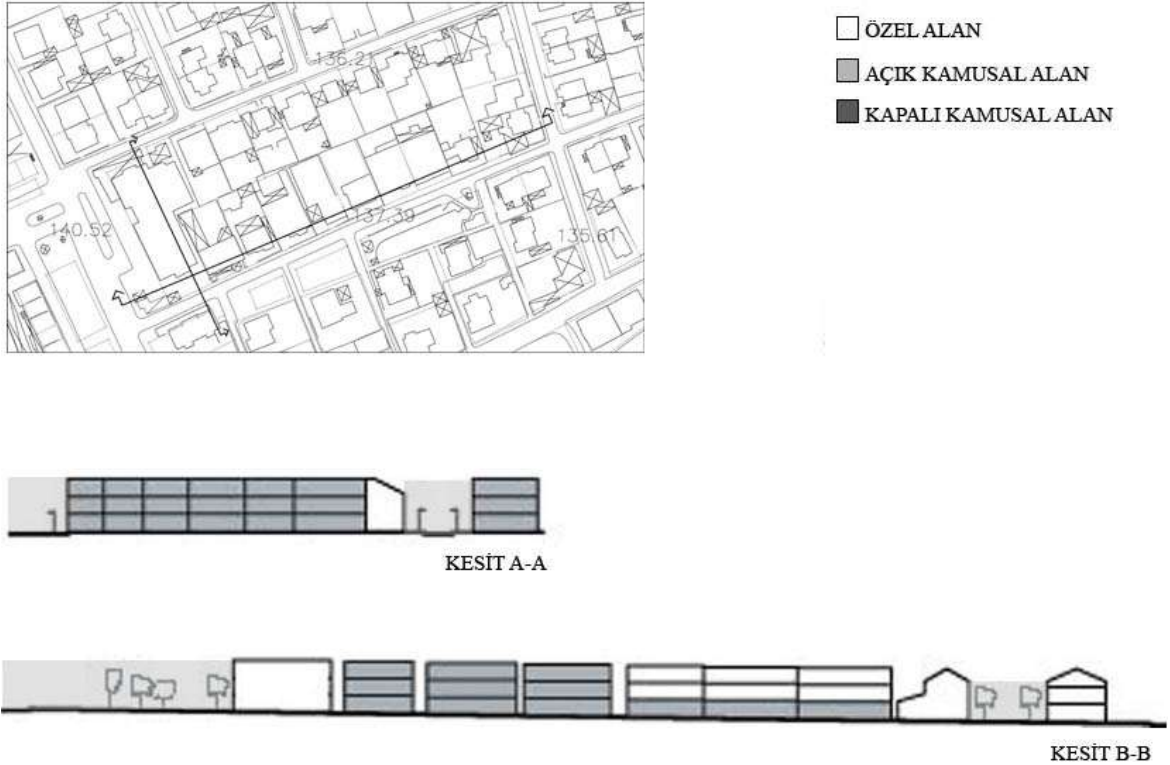 136.21
140.52
137.39
135.61
ÖZEL ALAN
AÇIK KAMUSAL ALAN
KAPALI KAMUSAL ALAN
KESİT A-A
KESİT B-B